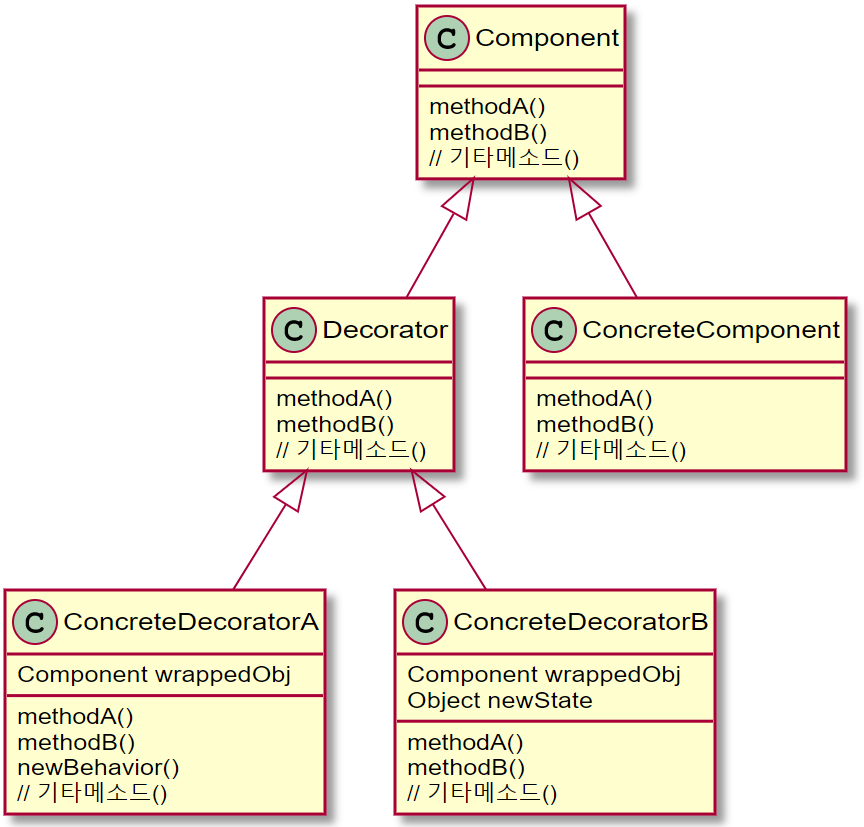 C Component
methodA()
methodB()
// 기타메소드()
C Decorator
methodA()
methodB()
// 기타메소드()
C ConcreteComponent
methodA()
methodB()
// 기타메소드()
C ConcreteDecoratorA
Component wrappedObj
methodA()
methodB()
newBehavior()
// 기타메소드()
C ConcreteDecoratorB
Component wrappedObj
Object newState
methodA()
methodB()
// 기타메소드()